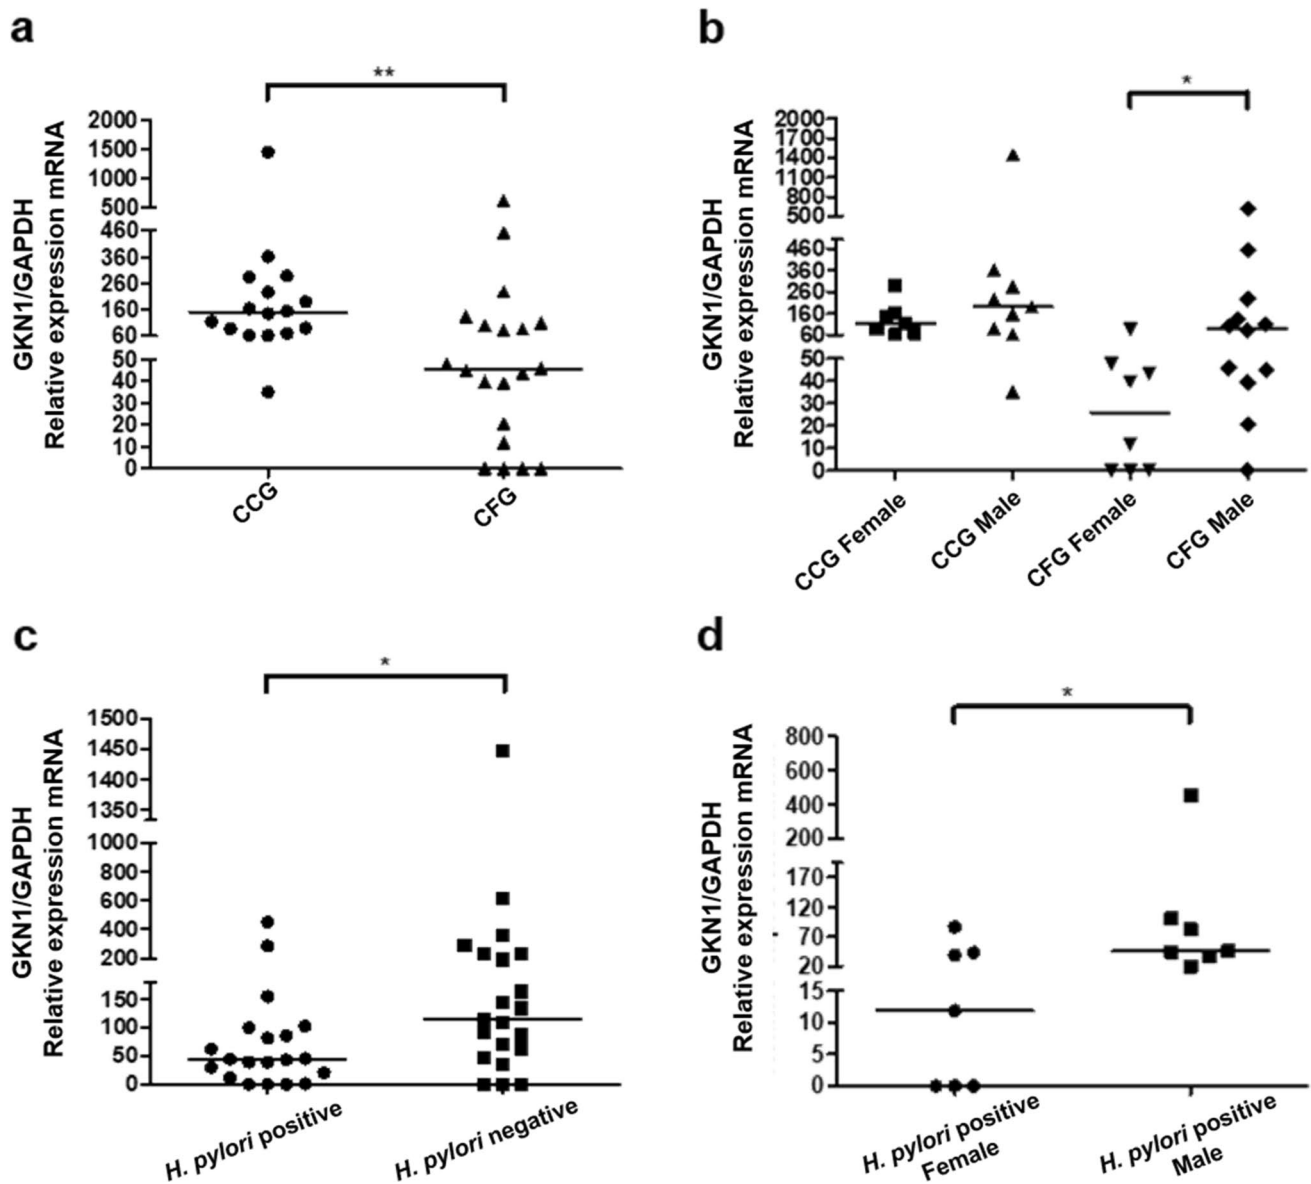 a
**
GKN1/GAPDH
Relative expression mRNA
2000
1500
1000
500
460
360
260
160
60
50
40
30
20
10
0
CCG
CFG
b
*
GKN1/GAPDH
Relative expression mRNA
2000
1700
1400
1100
800
500
460
360
260
160
60
50
40
30
20
10
0
CCG Female
CCG Male
CFG Female
CFG Male
c
*
GKN1/GAPDH
Relative expression mRNA
1500
1450
1400
1350
1000
800
600
400
200
150
100
50
0
H. pylori positive
H. pylori negative
d
*
GKN1/GAPDH
Relative expression mRNA
800
600
400
200
170
120
70
20
15
10
5
0
H. pylori positive
Female
H. pylori positive
Male